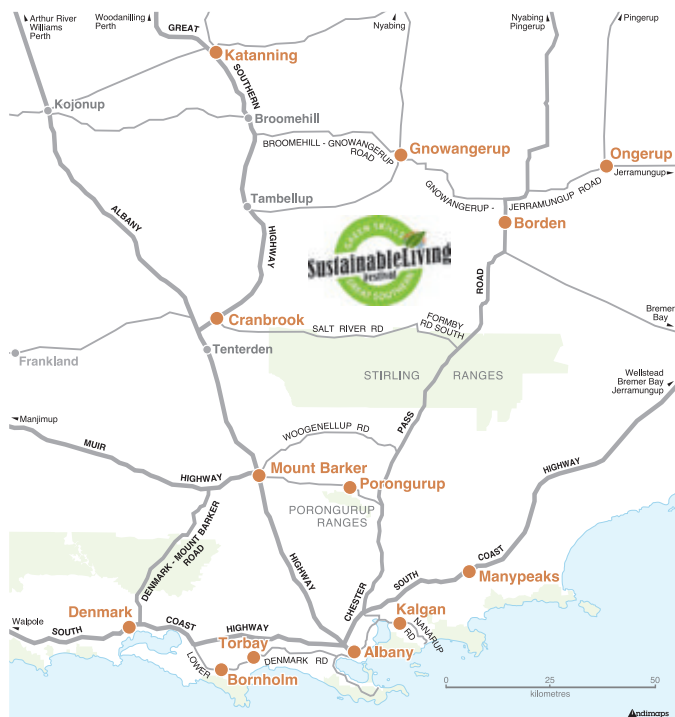 Arthur River
Williams
Perth
Woodanilling
Perth
GREAT
Nyabing
Nyabing
Pingerup
Pingerup
Katanning
SOUTHERN
Kojonup
Broomehill
BROOMEHILL - GNOWANGERUP
ROAD
Gnowangerup
Ongerup
Jerramungup
GNOWANGERUP -
JERRAMUNGUP ROAD
Tambellup
ALBANY
HIGHWAY
Borden
GREEN SKILLS
SustainableLiving
Festival
GREAT SOUTHERN
ROAD
Cranbrook
SALT RIVER RD
FORMBY
RD SOUTH
Bremer
Bay
Tenterden
Frankland
STIRLING RANGES
Wellstead
Bremer Bay
Jerramungup
Manjimup
MUIR
WOOGENELLUP RD
PASS
HIGHWAY
HIGHWAY
Mount Barker
Porongurup
PORONGURUP
RANGES
DENMARK - MOUNT BARKER
ROAD
HIGHWAY
COAST
SOUTH
Manypeaks
CHESTER
Denmark
Walpole
SOUTH
COAST
HIGHWAY
Kalgan
NANARUP
RD
Torbay
LOWER
DENMARK RD
Albany
Bornholm
0 25 50
kilometres
Andimaps